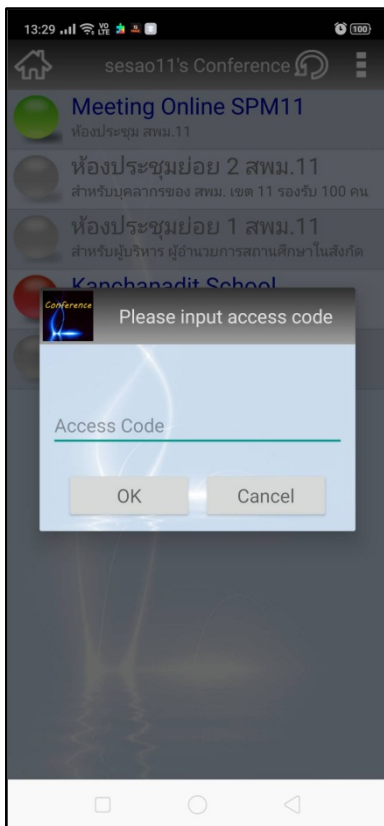 13:29
VO
LTE
100
sesao11's Conference
Meeting Online SPM11
ห้องประชุม สพม.11
ห้องประชุมย่อย 2 สพม.11
สำหรับบุคลากรของ สพม. เขต 11 รองรับ 100 คน
ห้องประชุมย่อย 1 สพม.11
สำหรับผู้บริหาร ผู้อำนวยการสถานศึกษาในสังกัด
Kanchanadit School
Conference
Please input access code
Access Code
OK Cancel